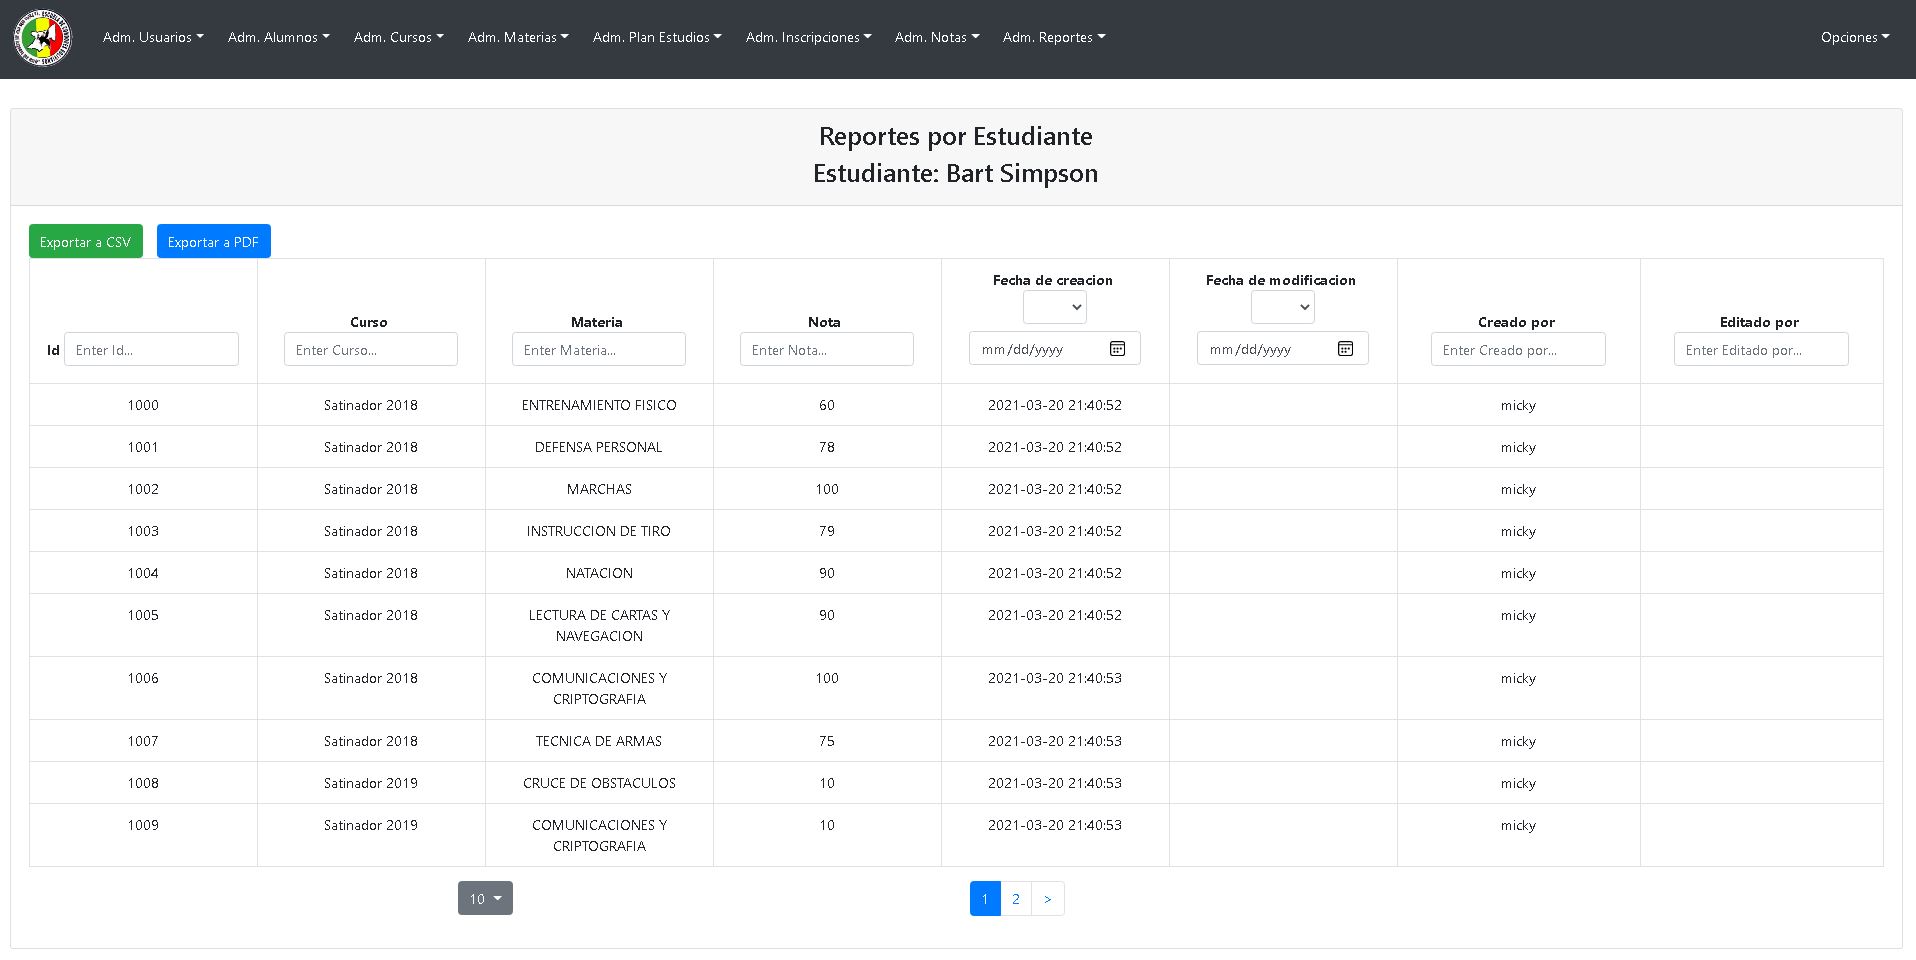 Adm. Usuarios Adm. Alumnos Adm. Cursos Adm. Materias Adm. Plan Estudios Adm. Inscripciones Adm. Notas Adm. Reportes Opciones
Reportes por Estudiante
Estudiante: Bart Simpson
Exportar a CSV Exportar a PDF
Fecha de creacion Fecha de modificacion
Curso Materia Nota Creado por Editado por
Id Enter Id... Enter Curso... Enter Materia... Enter Nota... mm/dd/yyyy mm/dd/yyyy Enter Creado por... Enter Editado por...
1000 Satinador 2018 ENTRENAMIENTO FISICO 60 2021-03-20 21:40:52 micky
1001 Satinador 2018 DEFENSA PERSONAL 78 2021-03-20 21:40:52 micky
1002 Satinador 2018 MARCHAS 100 2021-03-20 21:40:52 micky
1003 Satinador 2018 INSTRUCCION DE TIRO 79 2021-03-20 21:40:52 micky
1004 Satinador 2018 NATACION 90 2021-03-20 21:40:52 micky
1005 Satinador 2018 LECTURA DE CARTAS Y 90 2021-03-20 21:40:52 micky
NAVEGACION
1006 Satinador 2018 COMUNICACIONES Y 100 2021-03-20 21:40:53 micky
CRIPTOGRAFIA
1007 Satinador 2018 TECNICA DE ARMAS 75 2021-03-20 21:40:53 micky
1008 Satinador 2019 CRUCE DE OBSTACULOS 10 2021-03-20 21:40:53 micky
1009 Satinador 2019 COMUNICACIONES Y 10 2021-03-20 21:40:53 micky
CRIPTOGRAFIA
10 1 2 >